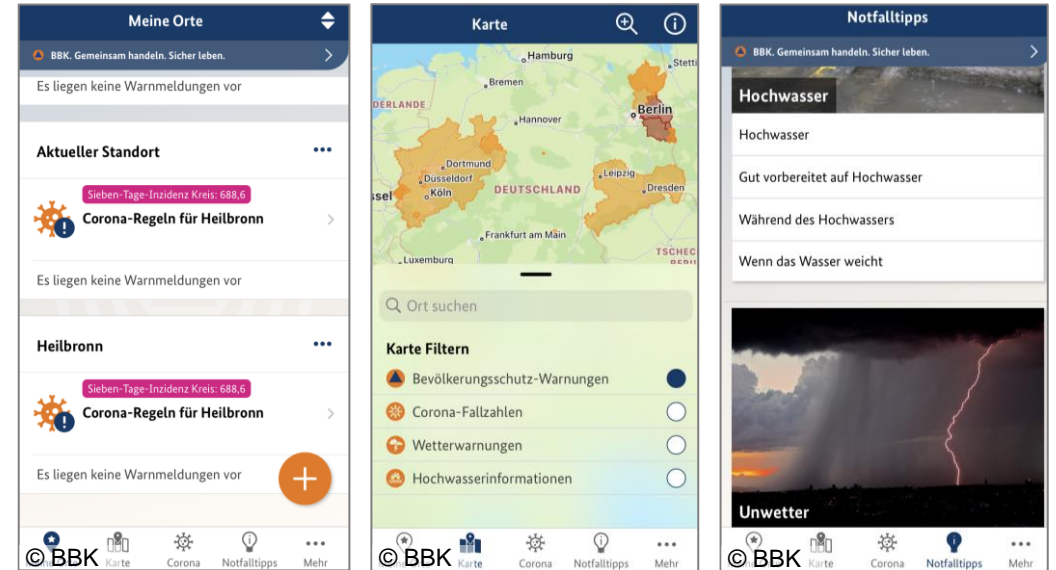 Meine Orte
BBK. Gemeinsam handeln. Sicher leben.
Es liegen keine Warnmeldungen vor
Aktueller Standort
Sieben-Tage-Inzidenz Kreis: 688,6
Corona-Regeln für Heilbronn
Es liegen keine Warnmeldungen vor
Heilbronn
Sieben-Tage-Inzidenz Kreis: 688,6
Corona-Regeln für Heilbronn
Es liegen keine Warnmeldungen vor
© BBK
Karte
Corona
Notfalltipps
Mehr
Karte
Hamburg
Stetti
Bremen
DERLANDE
Berlin
Hannover
Dortmund
Düsseldorf
Leipzig
ssel
Köln
DEUTSCHLAND
Dresden
Frankfurt am Main
TSCHEC
Luxemburg
Ort suchen
Karte Filtern
Bevölkerungsschutz-Warnungen
Corona-Fallzahlen
Wetterwarnungen
Hochwasserinformationen
© BBK
Karte
Corona
Notfalltipps
Mehr
Notfalltipps
BBK. Gemeinsam handeln. Sicher leben.
Hochwasser
Hochwasser
Gut vorbereitet auf Hochwasser
Während des Hochwassers
Wenn das Wasser weicht
Unwetter
© BBK
Karte
Corona
Notfalltipps
Mehr